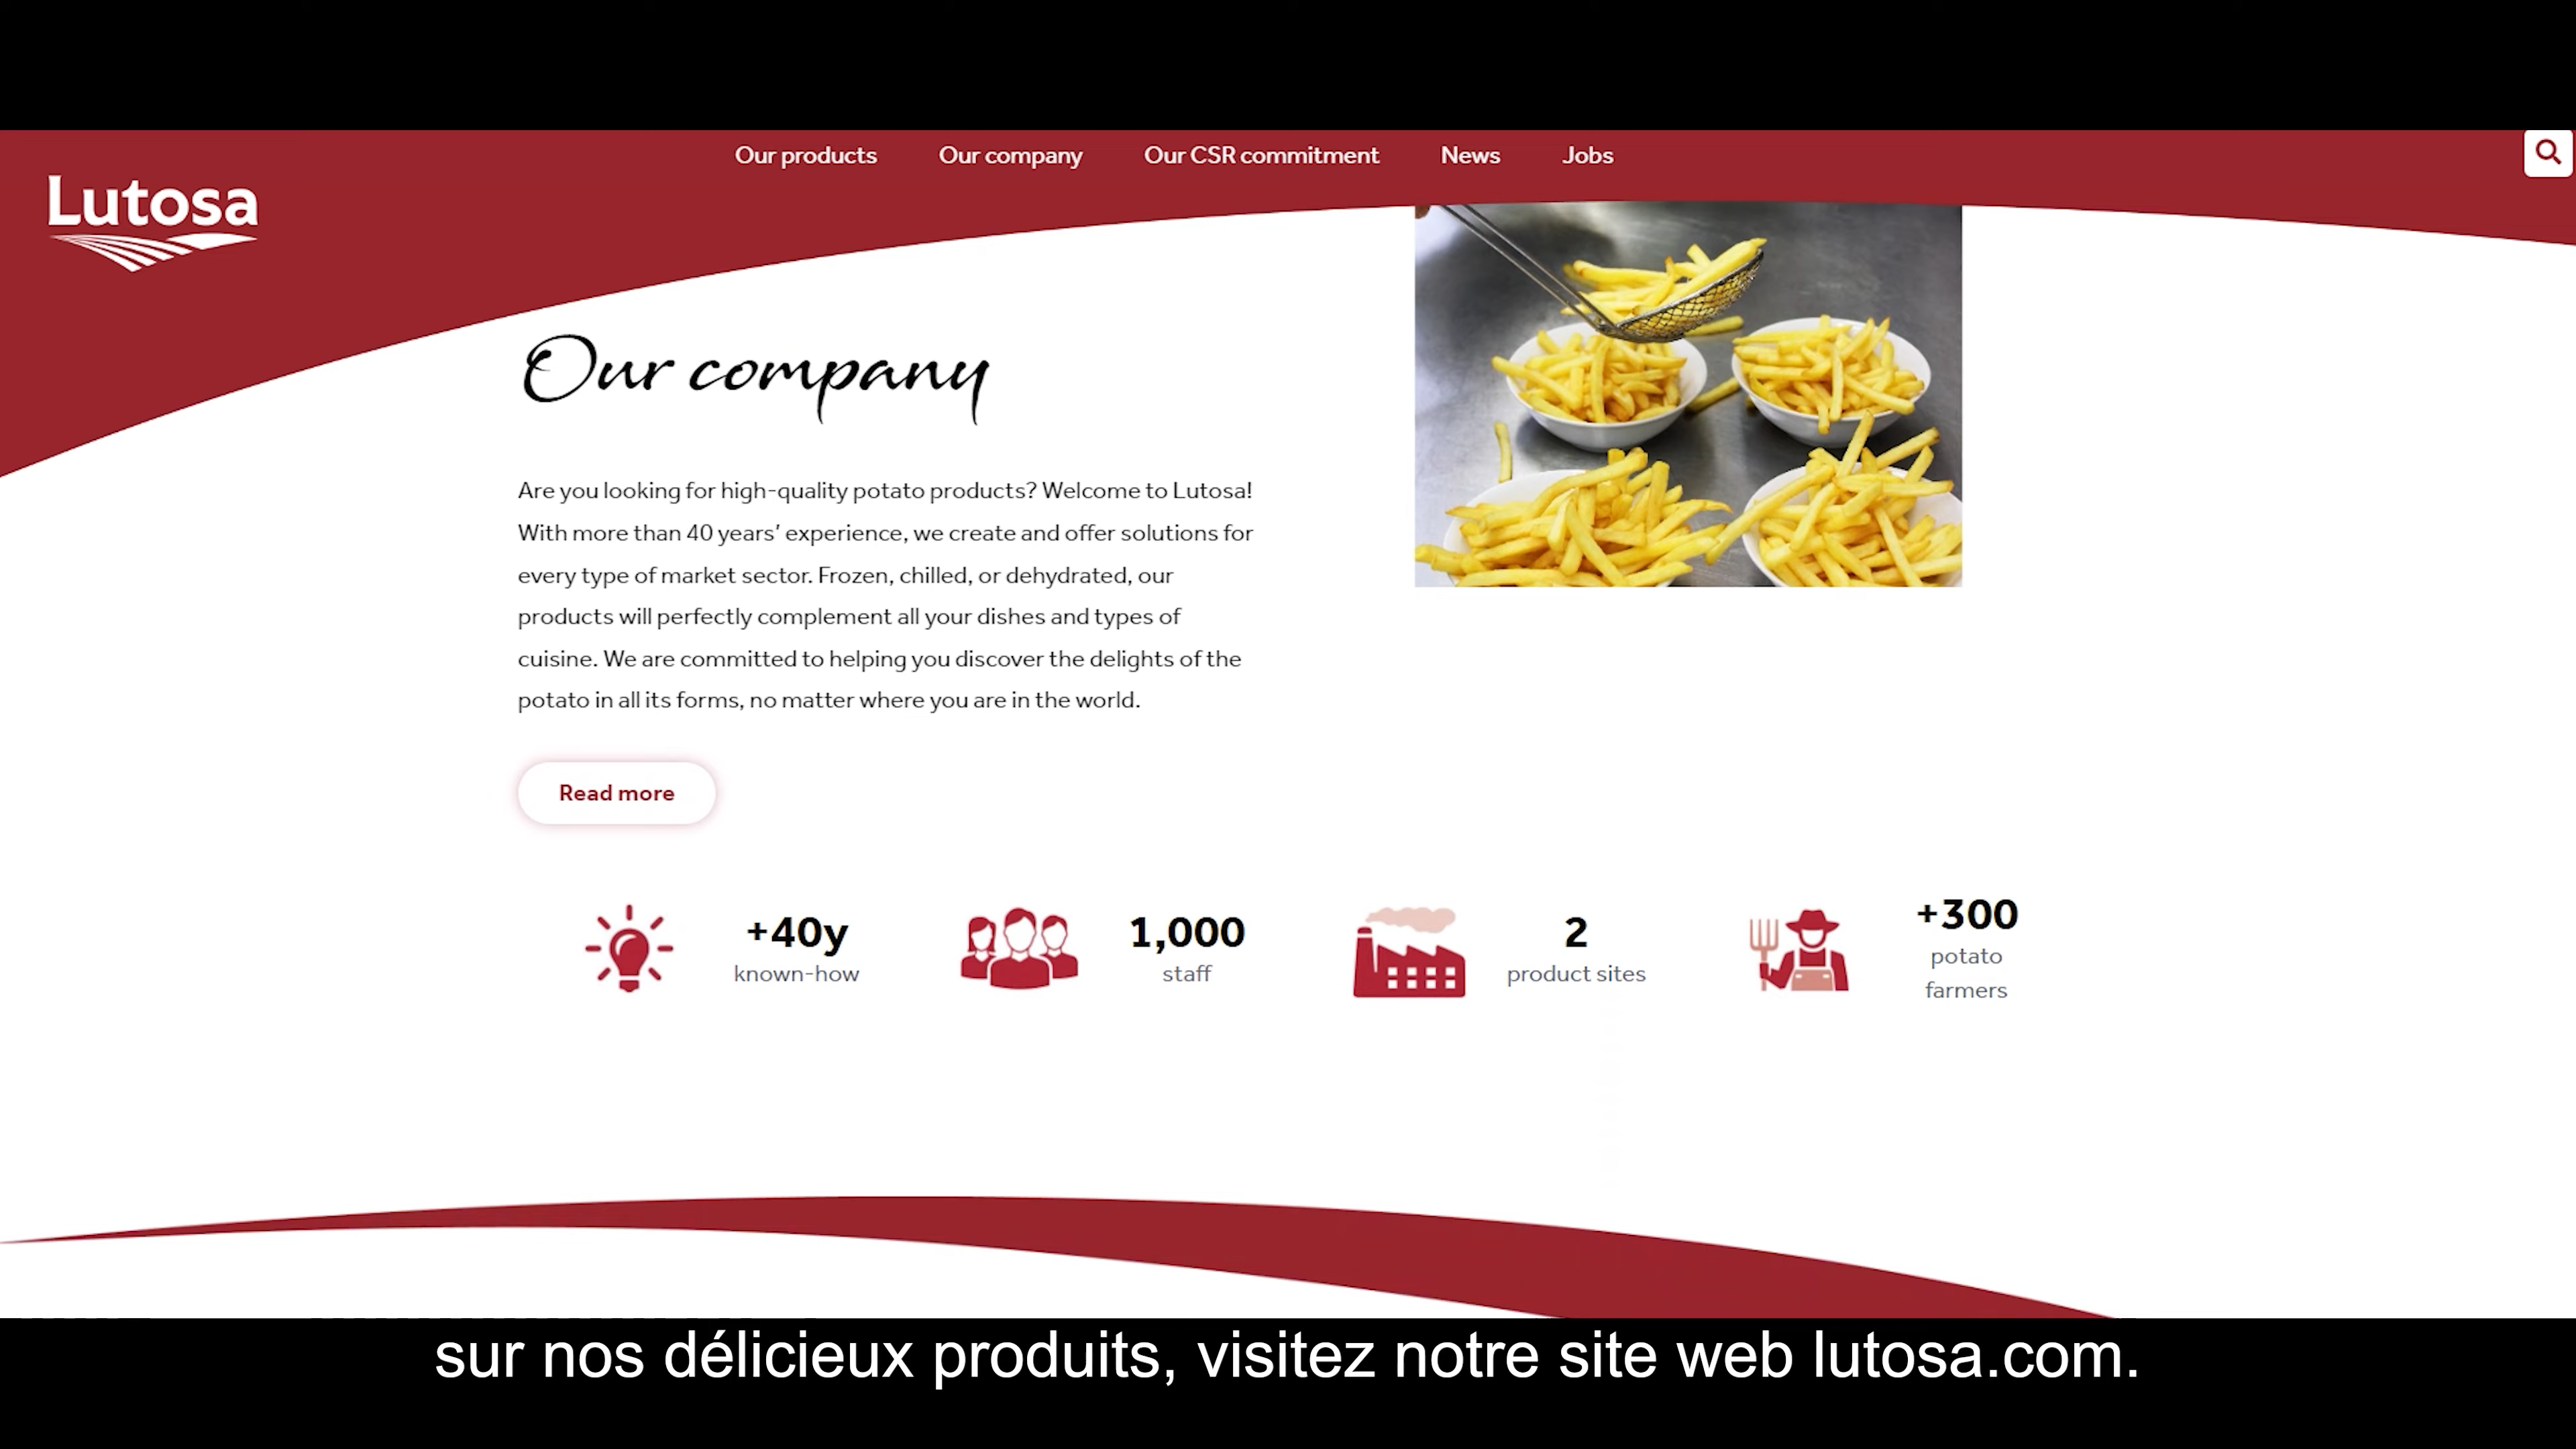 Our products Our company Our CSR commitment News Jobs
Lutosa
Our company
Are you looking for high-quality potato products? Welcome to Lutosa!
With more than 40 years’ experience, we create and offer solutions for
every type of market sector. Frozen, chilled, or dehydrated, our
products will perfectly complement all your dishes and types of
cuisine. We are committed to helping you discover the delights of the
potato in all its forms, no matter where you are in the world.
Read more
+40y
known-how
1,000
staff
2
product sites
+300
potato
farmers
sur nos délicieux produits, visitez notre site web lutosa.com.